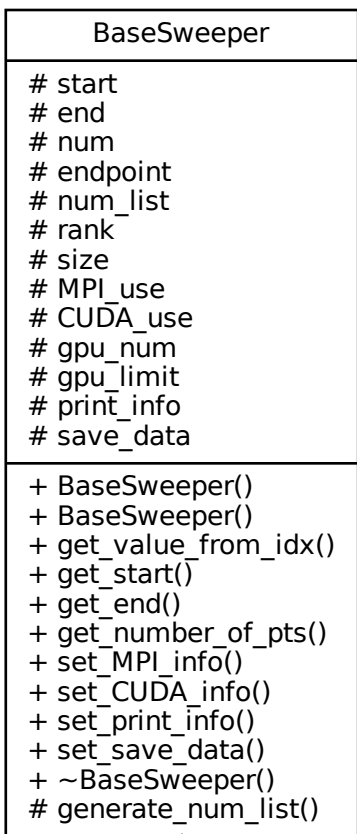 BaseSweeper
# start
# end
# num
# endpoint
# num_list
# rank
# size
# MPI_use
# CUDA_use
# gpu_num
# gpu_limit
# print_info
# save_data
+ BaseSweeper()
+ BaseSweeper()
+ get_value_from_idx()
+ get_start()
+ get_end()
+ get_number_of_pts()
+ set_MPI_info()
+ set_CUDA_info()
+ set_print_info()
+ set_save_data()
+ ~BaseSweeper()
# generate_num_list()